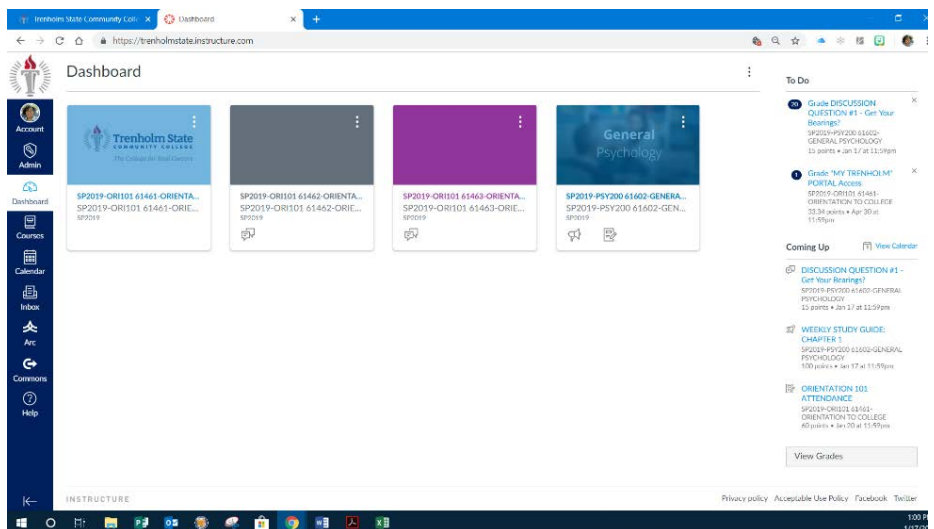 Trenholm State Community Coll
Dashboard
https://trenholmstate.instructure.com
Dashboard
Account
Admin
Dashboard
Courses
Calendar
Inbox
Arc
Commons
Help
Trenholm State
COMMUNITY COLLEGE
SP2019-ORI101 61461-ORIENTA...
SP2019-ORI101 61461-ORIE...
SP2019
SP2019-ORI101 61462-ORIENTA...
SP2019-ORI101 61462-ORIE...
SP2019
SP2019-ORI101 61463-ORIENTA...
SP2019-ORI101 61463-ORIE...
SP2019
General
Psychology
SP2019-PSY200 61602-GENERA...
SP2019-PSY200 61602-GEN...
SP2019
To Do
20
Grade DISCUSSION
QUESTION #1 - Get Your
Bearings?
SP2019-PSY200 61602-
GENERAL PSYCHOLOGY
15 points • Jan 17 at 11:59pm
1
Grade "MY TRENHOLM"
PORTAL Access
SP2019-ORI101 61461-
ORIENTATION TO COLLEGE
33.34 points • Apr 30 at
11:59pm
Coming Up
View Calendar
DISCUSSION QUESTION #1 -
Get Your Bearings?
SP2019-PSY200 61602-GENERAL
PSYCHOLOGY
15 points • Jan 17 at 11:59pm
WEEKLY STUDY GUIDE:
CHAPTER 1
SP2019-PSY200 61602-GENERAL
PSYCHOLOGY
100 points • Jan 17 at 11:59pm
ORIENTATION 101
ATTENDANCE
SP2019-ORI101 61461-
ORIENTATION TO COLLEGE
60 points • Jan 20 at 11:59pm
View Grades
INSTRUCTURE
Privacy policy Acceptable Use Policy Facebook Twitter
1:00 P